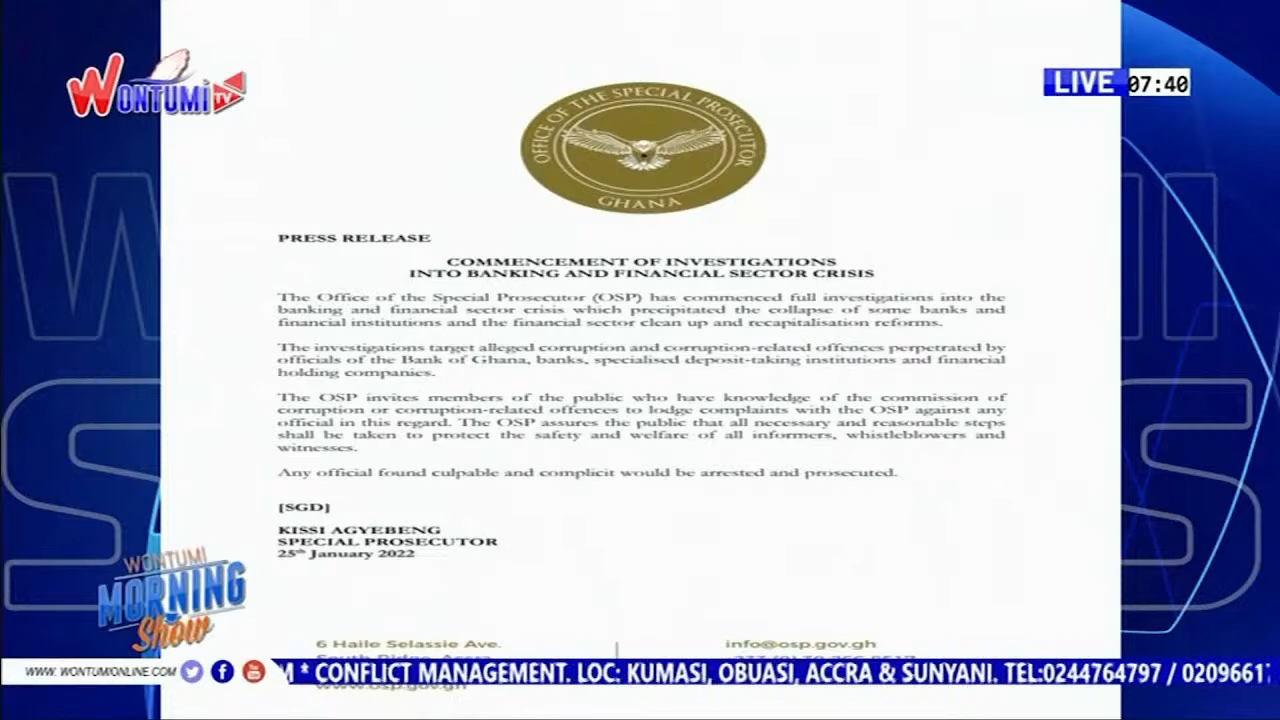 WONTUMI TV
LIVE 07:40
OFFICE OF THE SPECIAL PROSECUTOR
GHANA
PRESS RELEASE
COMMENCEMENT OF INVESTIGATIONS
INTO BANKING AND FINANCIAL SECTOR CRISIS
The Office of the Special Prosecutor (OSP) has commenced full investigations into the
banking and financial sector crisis which precipitated the collapse of some banks and
financial institutions and the financial sector clean up and recapitalisation reforms.
The investigations target alleged corruption and corruption-related offences perpetrated by
officials of the Bank of Ghana, banks, specialised deposit-taking institutions and financial
holding companies.
The OSP invites members of the public who have knowledge of the commission of
corruption or corruption-related offences to lodge complaints with the OSP against any
official in this regard. The OSP assures the public that all necessary and reasonable steps
shall be taken to protect the safety and welfare of all informers, whistleblowers and
witnesses.
Any official found culpable and complicit would be arrested and prosecuted.
[SGD]
KISSI AGYEBENG
SPECIAL PROSECUTOR
25th January 2022
WONTUMI
MORNING
Show
6 Haile Selassie Ave.
info@osp.gov.gh
WWW.WONTUMIONLINE.COM
M * CONFLICT MANAGEMENT. LOC: KUMASI, OBUASI, ACCRA & SUNYANI. TEL:0244764797 / 0209661
www.osp.gov.gh